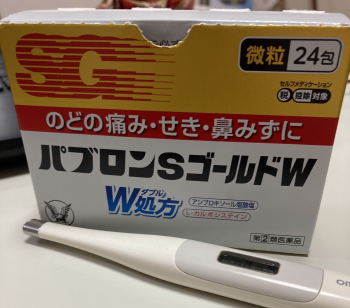 SG
微粒 24包
セルフメディケーション
税 控除 対象
のどの痛み・せき・鼻みずに
パブロンSゴールドW
ダブル
W処方
アンブロキソール塩酸塩
L-カルボシステイン
指定第②類医薬品